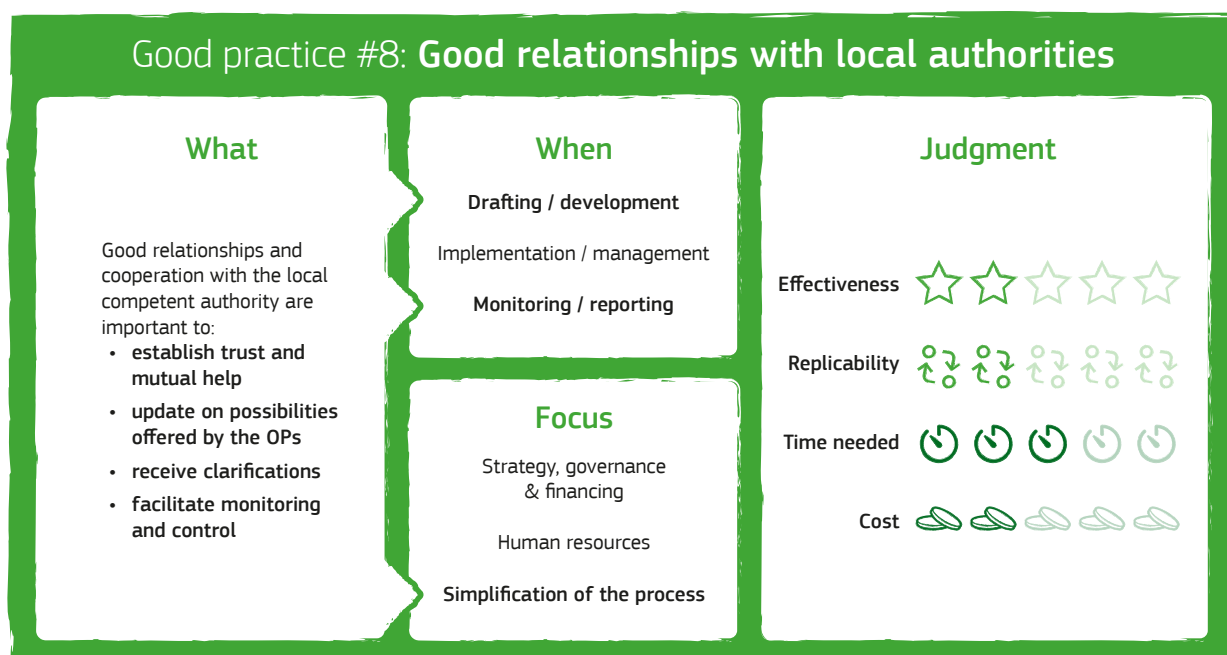 Good practice #8: Good relationships with local authorities
What
Good relationships and
cooperation with the local
competent authority are
important to:
• establish trust and
mutual help
• update on possibilities
offered by the OPs
• receive clarifications
• facilitate monitoring
and control
When
Drafting / development
Implementation / management
Monitoring / reporting
Focus
Strategy, governance
& financing
Human resources
Simplification of the process
Judgment
Effectiveness
Replicability
Time needed
Cost